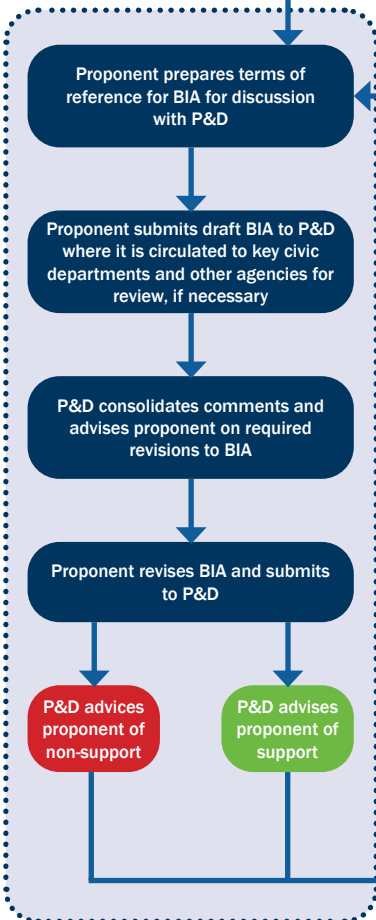 Proponent prepares terms of
reference for BIA for discussion
with P&D
Proponent submits draft BIA to P&D
where it is circulated to key civic
departments and other agencies for
review, if necessary
P&D consolidates comments and
advises proponent on required
revisions to BIA
Proponent revises BIA and submits
to P&D
P&D advices
proponent of
non-support
P&D advises
proponent of
support